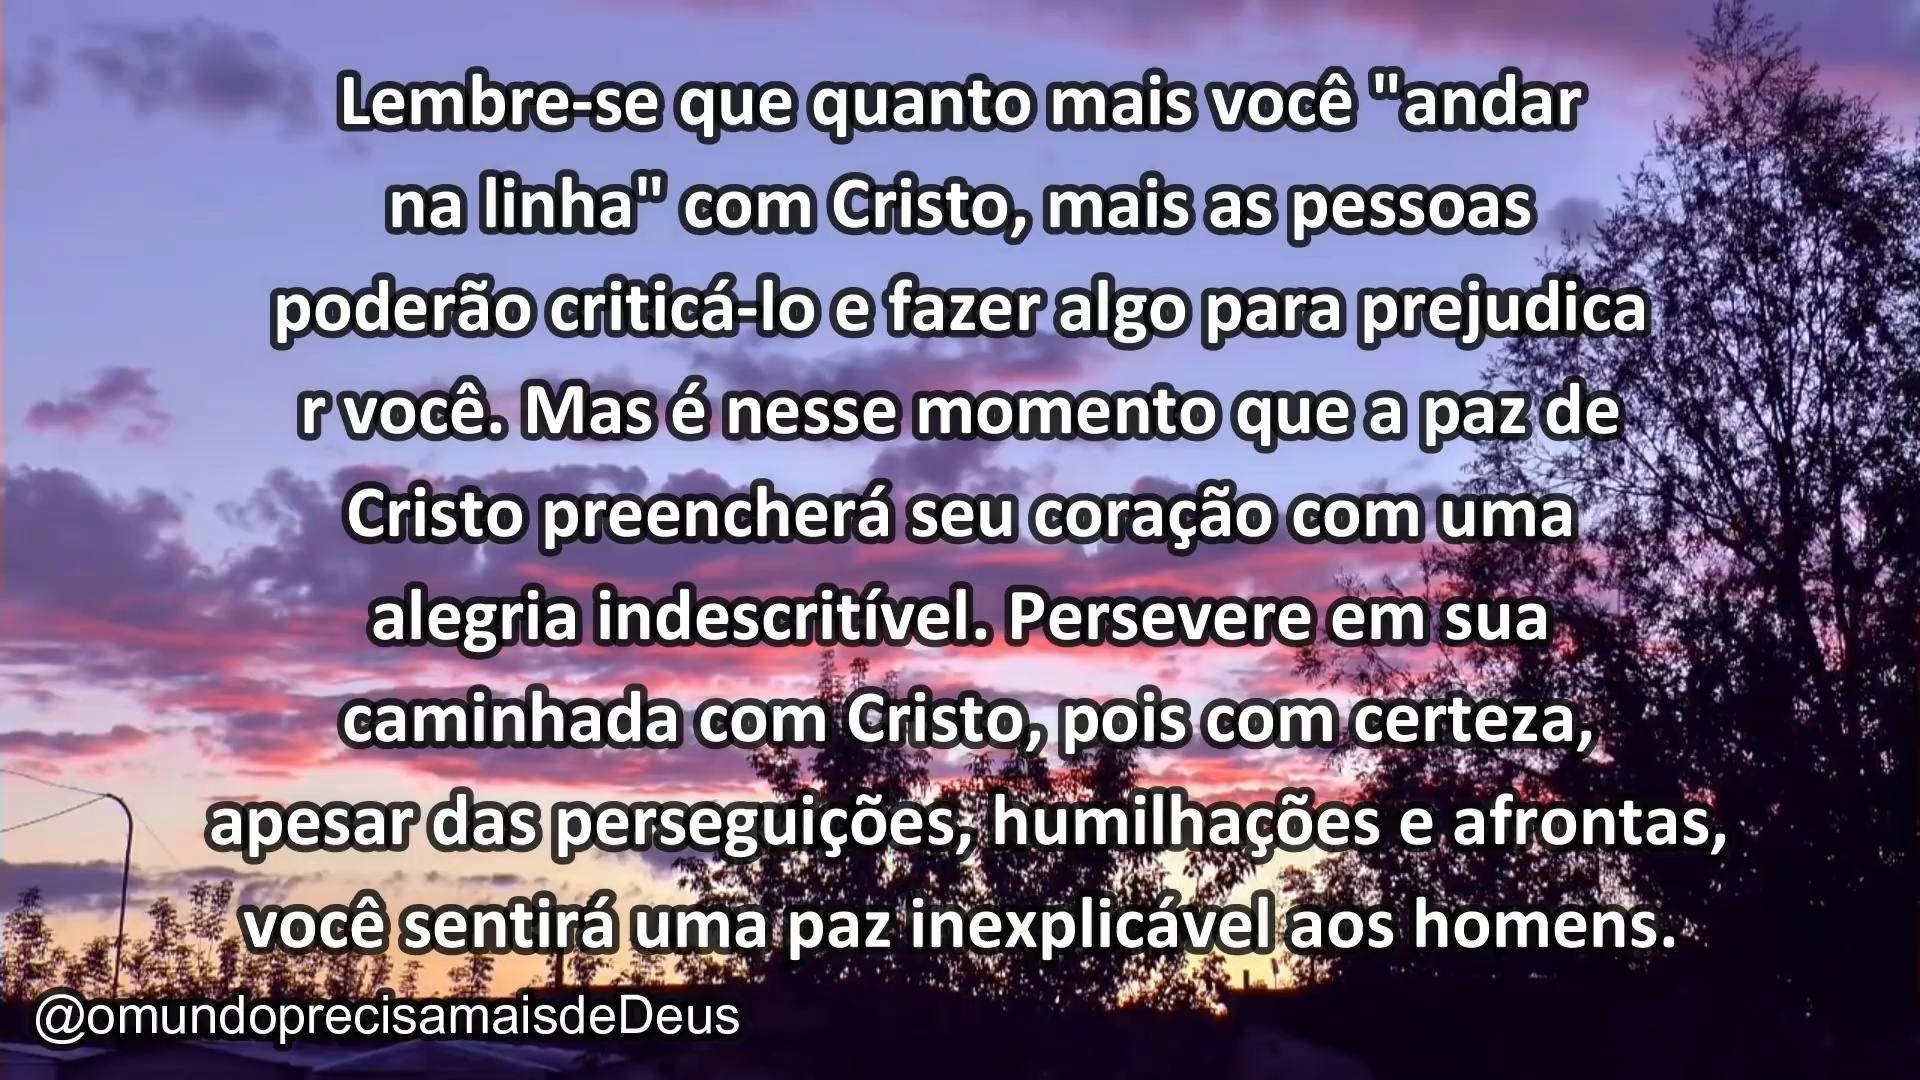 Lembre-se que quanto mais você "andar
na linha" com Cristo, mais as pessoas
poderão criticá-lo e fazer algo para prejudica
r você. Mas é nesse momento que a paz de
Cristo preencherá seu coração com uma
alegria indescritível. Persevere em sua
caminhada com Cristo, pois com certeza,
apesar das perseguições, humilhações e afrontas,
você sentirá uma paz inexplicável aos homens.
@omundoprecisamaisdeDeus